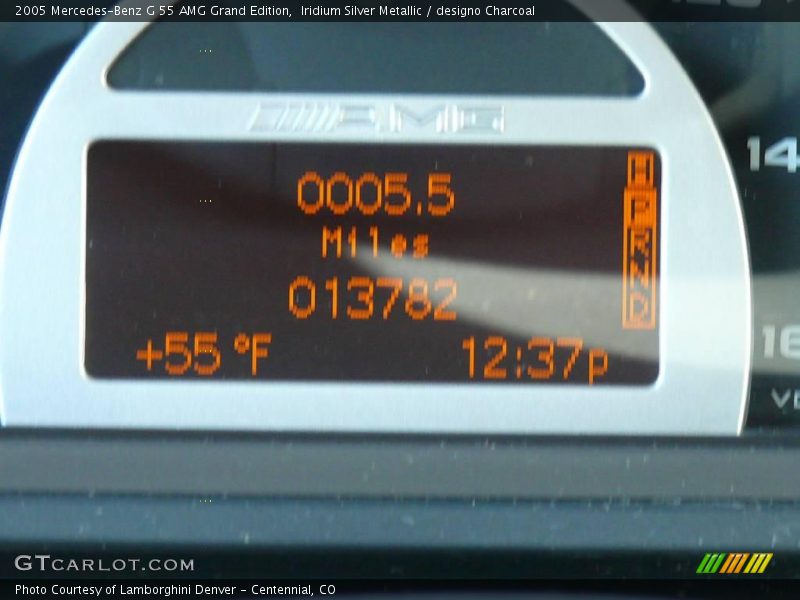 2005 Mercedes-Benz G 55 AMG Grand Edition,  Iridium Silver Metallic / designo Charcoal
AMG
14
0005.5
Miles
013782
H
P
R
N
D
+55 °F
12:37p
16
GTCARLOT.COM
Photo Courtesy of Lamborghini Denver - Centennial, CO